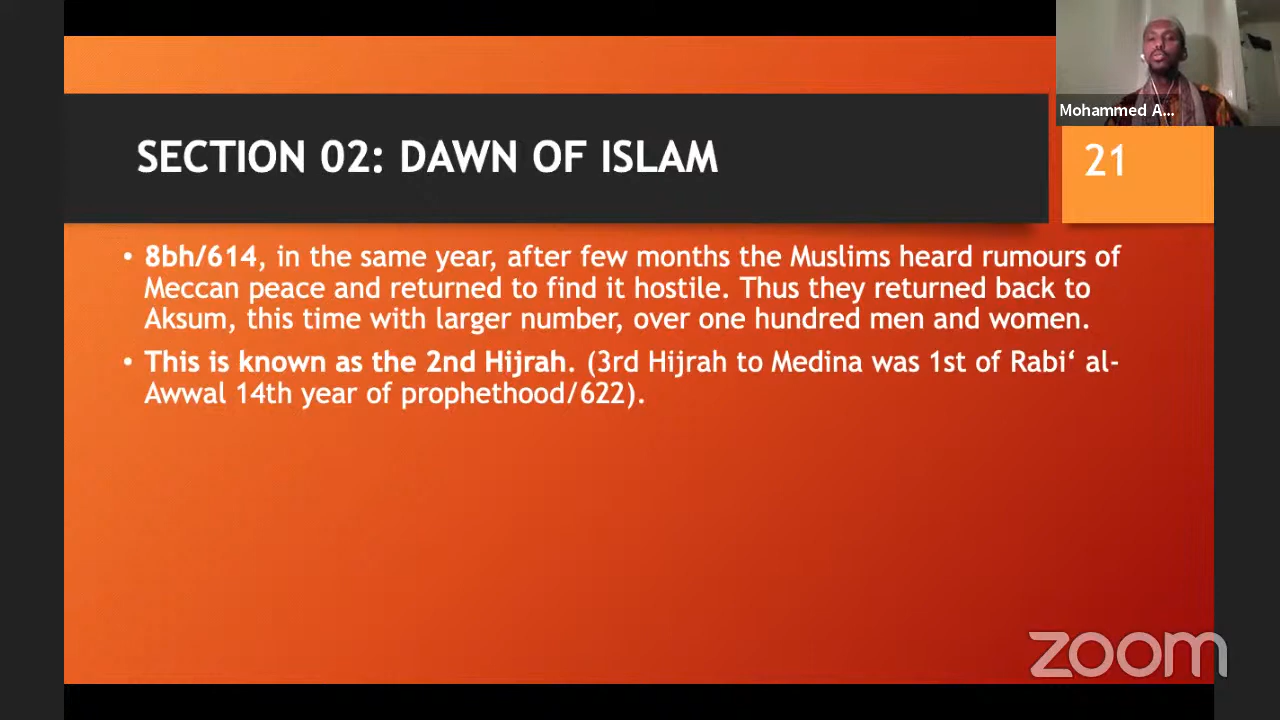 Mohammed A...
SECTION 02: DAWN OF ISLAM
21
• 8bh/614, in the same year, after few months the Muslims heard rumours of
Meccan peace and returned to find it hostile. Thus they returned back to
Aksum, this time with larger number, over one hundred men and women.
• This is known as the 2nd Hijrah. (3rd Hijrah to Medina was 1st of Rabi‘ al-
Awwal 14th year of prophethood/622).
zoom